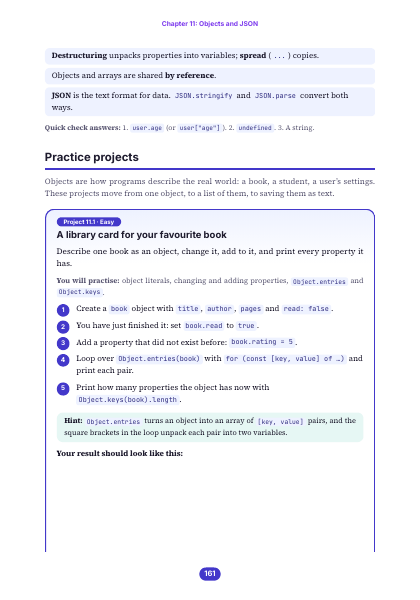 Chapter 11: Objects and JSON
Destructuring unpacks properties into variables; spread ( ... ) copies.
Objects and arrays are shared by reference.
JSON is the text format for data. JSON.stringify and JSON.parse convert both
ways.
Quick check answers: 1. user.age (or user["age"] ). 2. undefined . 3. A string.
Practice projects
Objects are how programs describe the real world: a book, a student, a user's settings.
These projects move from one object, to a list of them, to saving them as text.
Project 11.1 · Easy
A library card for your favourite book
Describe one book as an object, change it, add to it, and print every property it
has.
You will practise: object literals, changing and adding properties, Object.entries and
Object.keys .
1 Create a book object with title , author , pages and read: false .
2 You have just finished it: set book.read to true .
3 Add a property that did not exist before: book.rating = 5 .
4 Loop over Object.entries(book) with for (const [key, value] of …) and
print each pair.
5 Print how many properties the object has now with
Object.keys(book).length .
Hint: Object.entries turns an object into an array of [key, value] pairs, and the
square brackets in the loop unpack each pair into two variables.
Your result should look like this:
161